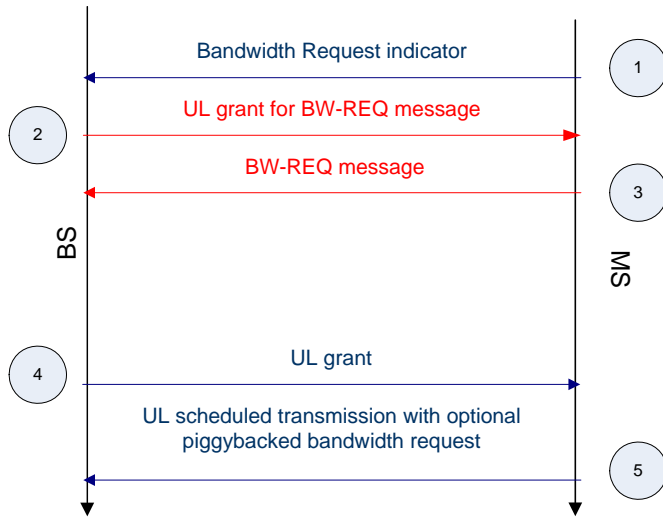 Bandwidth Request indicator
1
UL grant for BW-REQ message
2
BW-REQ message
3
BS
MS
UL grant
4
UL scheduled transmission with optional
piggybacked bandwidth request
5